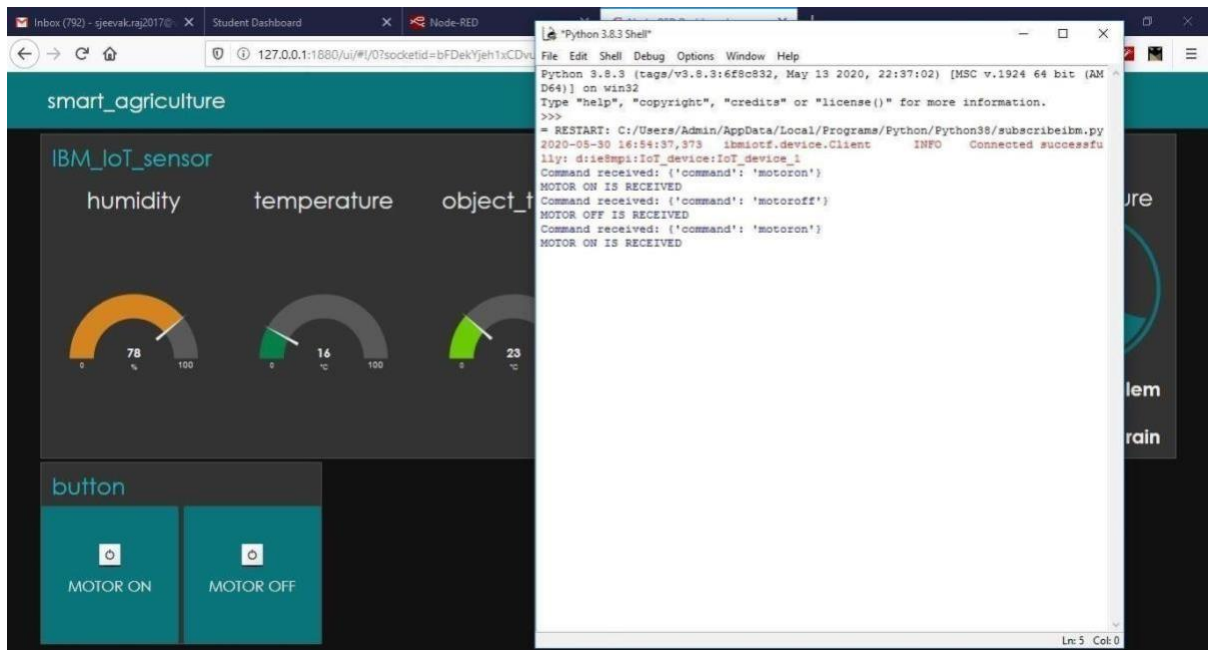 Inbox (792) - sjeevak.raj2017@
Student Dashboard
Node-RED
127.0.0.1:1880/ui/#!/0?socketid=bFDekYjeh1xCDvu
smart_agriculture
IBM_IoT_sensor
humidity
temperature
object_t
78
%
0
100
16
°C
0
100
23
°C
0
ure
lem
rain
button
MOTOR ON
MOTOR OFF
*Python 3.8.3 Shell*
File Edit Shell Debug Options Window Help
Python 3.8.3 (tags/v3.8.3:6f8c832, May 13 2020, 22:37:02) [MSC v.1924 64 bit (AM
D64)] on win32
Type "help", "copyright", "credits" or "license()" for more information.
>>>
= RESTART: C:/Users/Admin/AppData/Local/Programs/Python/Python38/subscribeibm.py
2020-05-30 16:54:37,373 ibmiotf.device.Client INFO Connected successfu
lly: d:ie8mpi:IoT_device:IoT_device_1
Command received: {'command': 'motoron'}
MOTOR ON IS RECEIVED
Command received: {'command': 'motoroff'}
MOTOR OFF IS RECEIVED
Command received: {'command': 'motoron'}
MOTOR ON IS RECEIVED
Ln: 5 Col: 0